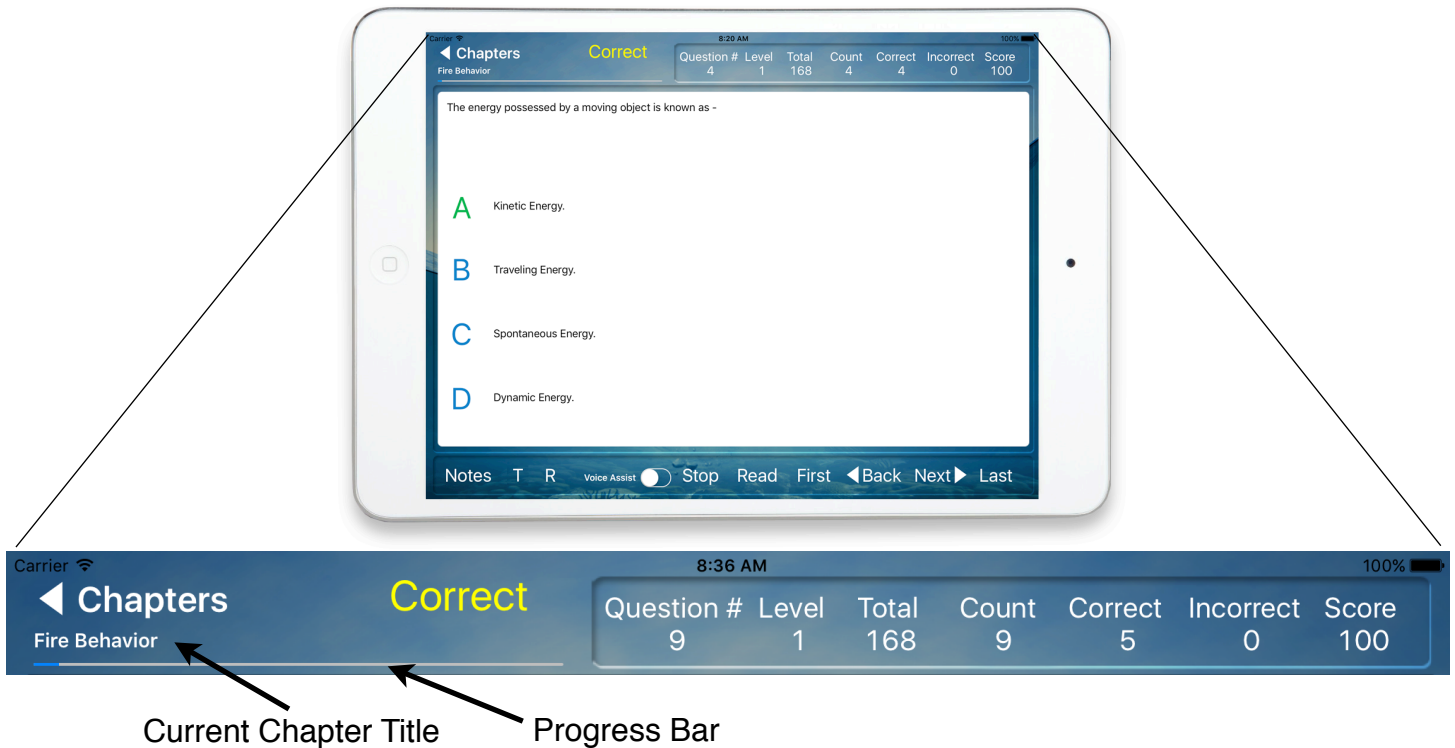 Carrier 8:20 AM 100%
Chapters Correct Question # Level Total Count Correct Incorrect Score
Fire Behavior 4 1 168 4 4 0 100
The energy possessed by a moving object is known as -
A Kinetic Energy.
B Traveling Energy.
C Spontaneous Energy.
D Dynamic Energy.
Notes T R Voice Assist Stop Read First Back Next Last
Carrier 8:36 AM 100%
Chapters Correct Question # Level Total Count Correct Incorrect Score
Fire Behavior 9 1 168 9 5 0 100
Current Chapter Title Progress Bar